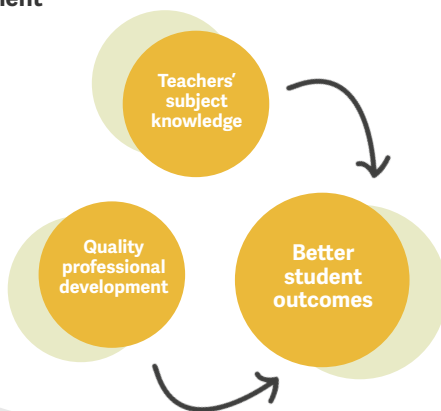 Teachers'
subject
knowledge
Quality
professional
development
Better
student
outcomes